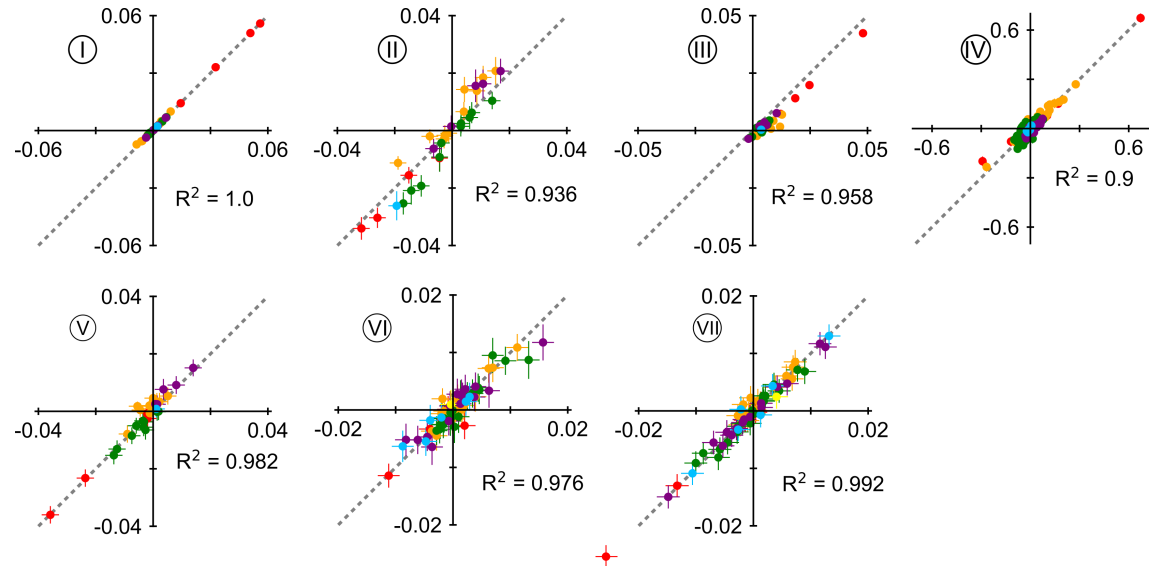 I
0.06
-0.06
0.06
R² = 1.0
-0.06
II
0.04
-0.04
0.04
R² = 0.936
-0.04
III
0.05
-0.05
0.05
R² = 0.958
-0.05
IV
0.6
-0.6
0.6
R² = 0.9
-0.6
V
0.04
-0.04
0.04
R² = 0.982
-0.04
VI
0.02
-0.02
0.02
R² = 0.976
-0.02
VII
0.02
-0.02
0.02
R² = 0.992
-0.02